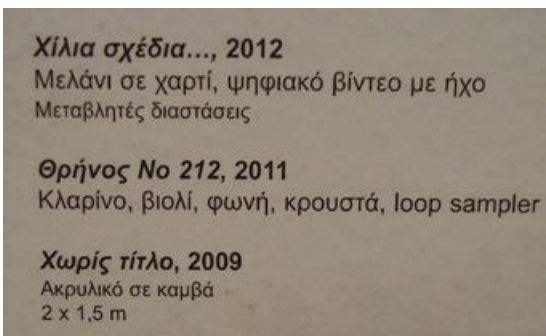 Χίλια σχέδια..., 2012
Μελάνι σε χαρτί, ψηφιακό βίντεο με ήχο
Μεταβλητές διαστάσεις
Θρήνος Νο 212, 2011
Κλαρίνο, βιολί, φωνή, κρουστά, loop sampler
Χωρίς τίτλο, 2009
Ακρυλικό σε καμβά
2 x 1,5 m